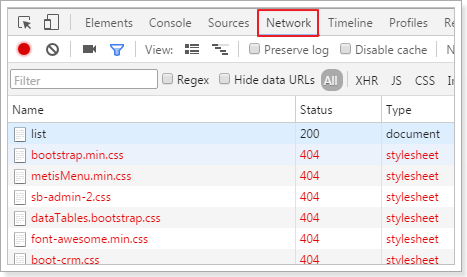 Elements Console Sources Network Timeline Profiles
View: Preserve log Disable cache
Filter Regex Hide data URLs All XHR JS CSS
Name Status Type
list 200 document
bootstrap.min.css 404 stylesheet
metisMenu.min.css 404 stylesheet
sb-admin-2.css 404 stylesheet
dataTables.bootstrap.css 404 stylesheet
font-awesome.min.css 404 stylesheet
boot-crm.css 404 stylesheet